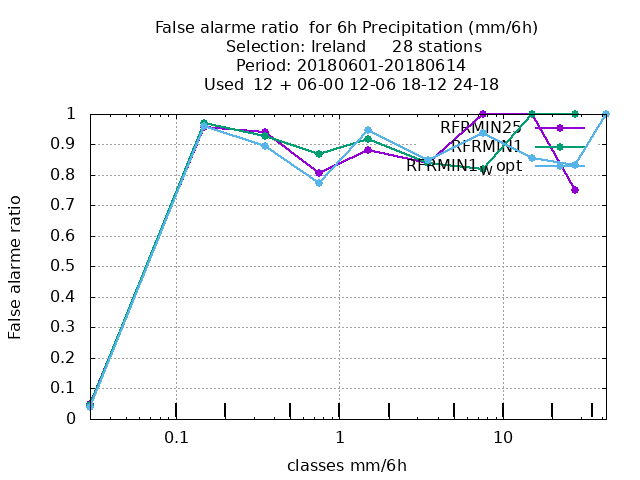 False alarme ratio  for 6h Precipitation (mm/6h)
Selection: Ireland     28 stations
Period: 20180601-20180614
Used  12 + 06-00 12-06 18-12 24-18
RFRMIN25
RFRMIN1
RFRMIN1wopt
False alarme ratio
1
0.9
0.8
0.7
0.6
0.5
0.4
0.3
0.2
0.1
0
0.1
1
10
classes mm/6h